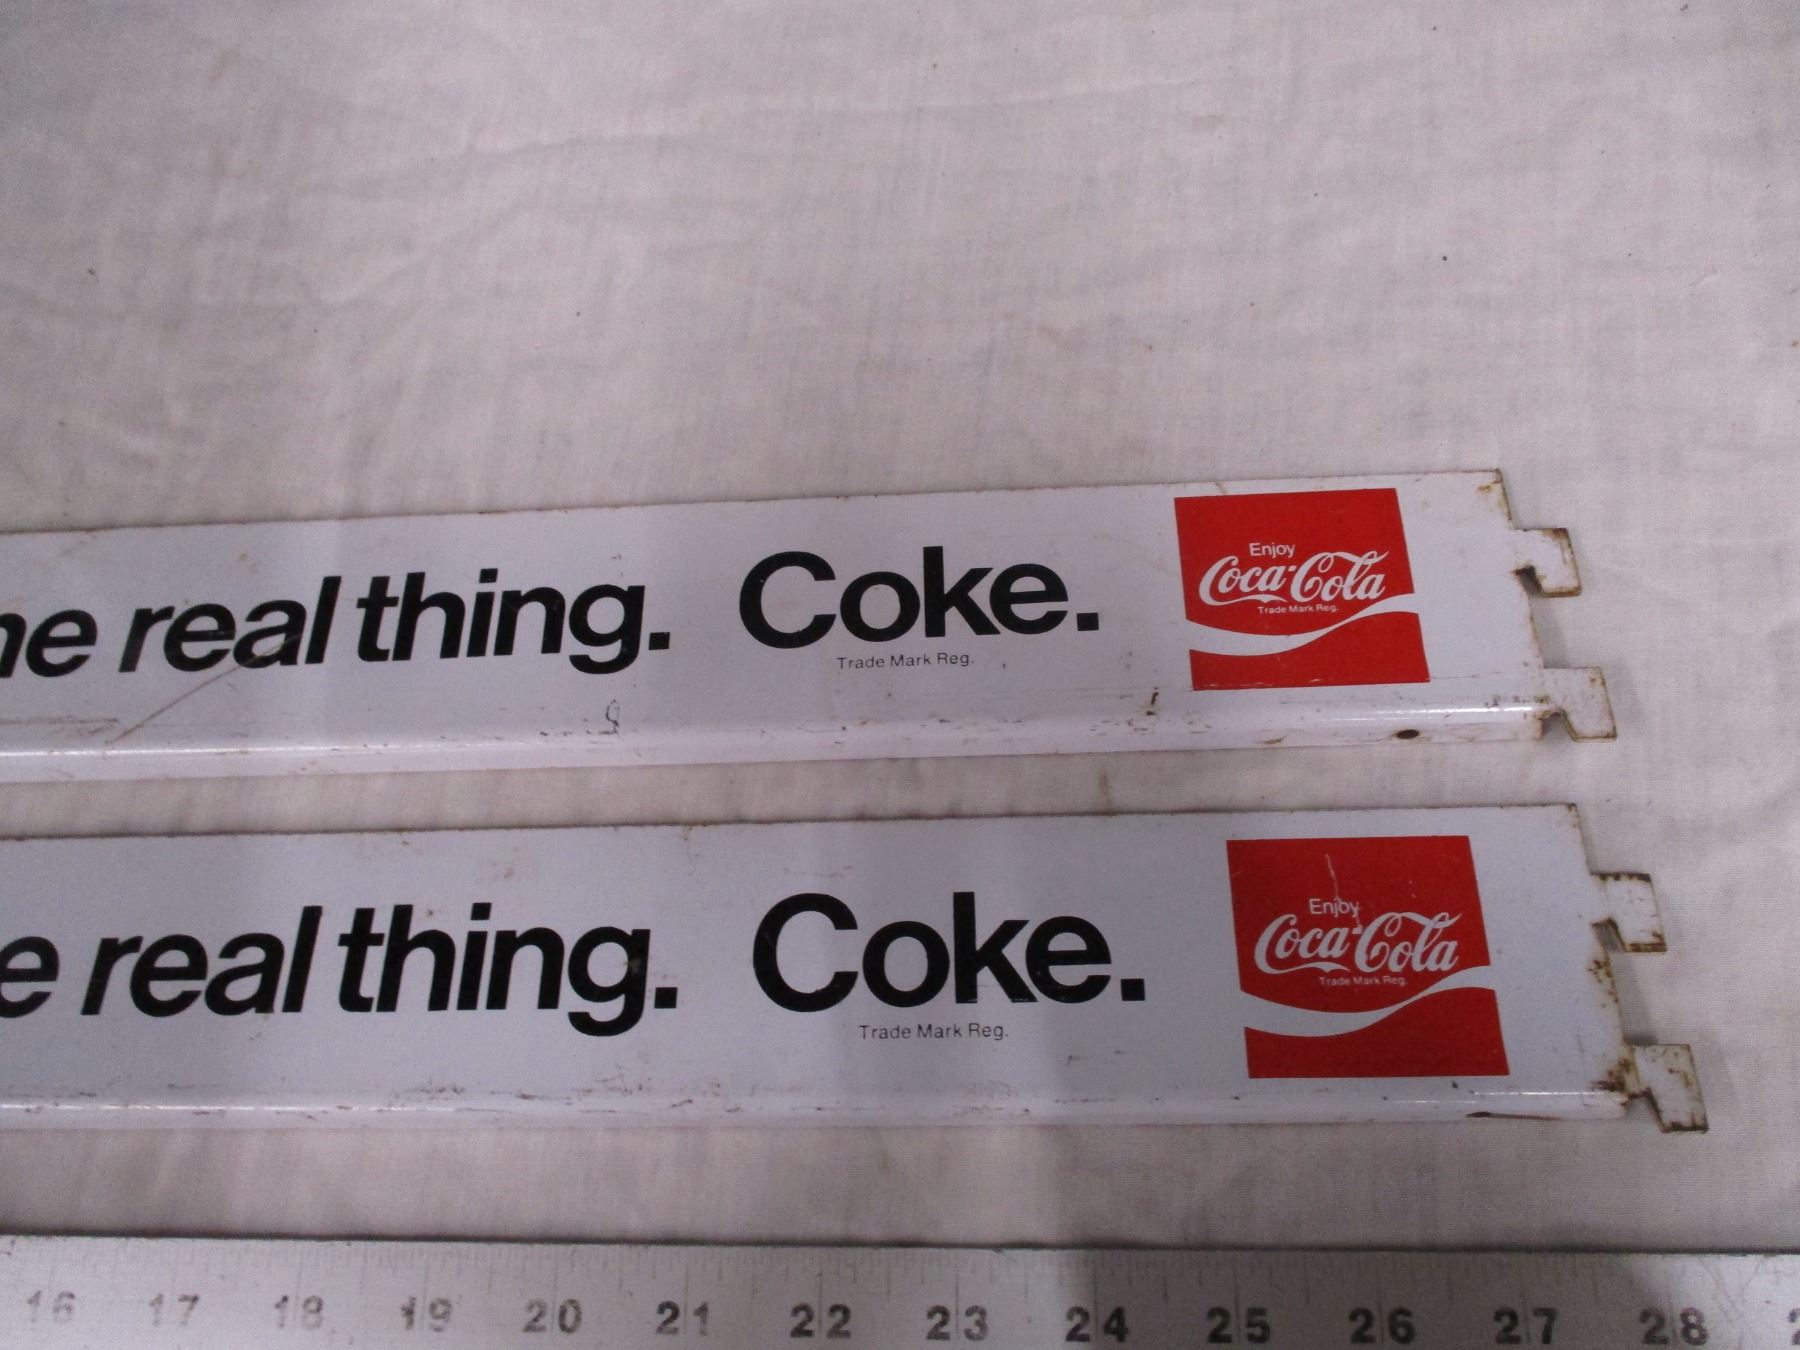 he real thing. Coke.
Trade Mark Reg.
Enjoy
Coca-Cola
Trade Mark Reg.
e real thing. Coke.
Trade Mark Reg.
Enjoy
Coca-Cola
Trade Mark Reg.
16 17 18 19 20 21 22 23 24 25 26 27 28